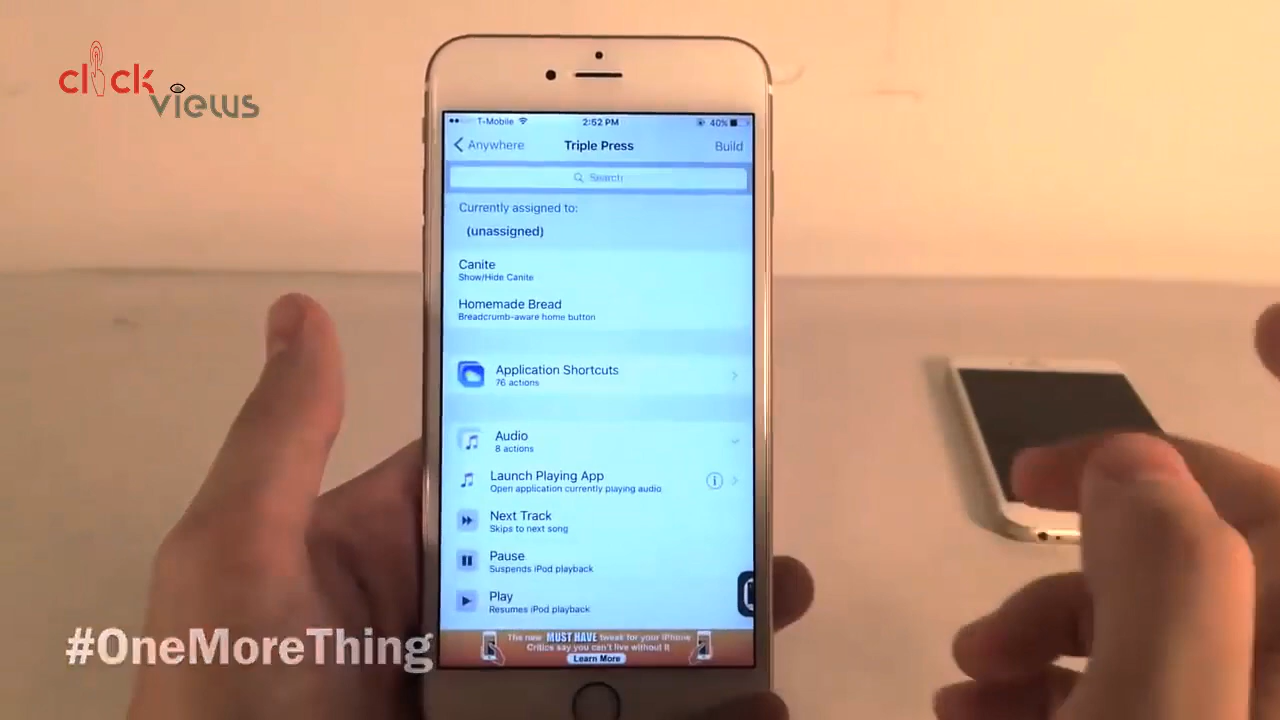 click
views
T-Mobile 2:52 PM 40%
Anywhere Triple Press Build
Search
Currently assigned to:
(unassigned)
Canite
Show/Hide Canite
Homemade Bread
Breadcrumb-aware home button
Application Shortcuts
76 actions
Audio
8 actions
Launch Playing App
Open application currently playing audio
Next Track
Skips to next song
Pause
Suspends iPod playback
Play
Resumes iPod playback
The new MUST HAVE tweak for your iPhone
Critics say you can't live without it
Learn More
#OneMoreThing